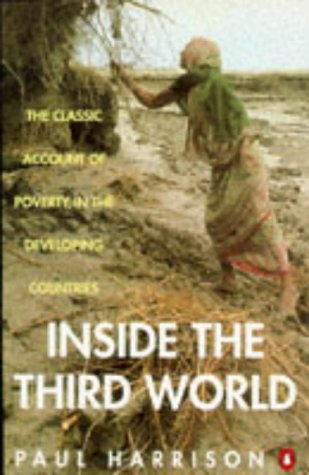 THE CLASSIC
ACCOUNT OF
POVERTY IN THE
DEVELOPING
COUNTRIES
INSIDE THE
THIRD WORLD
PAUL HARRISON